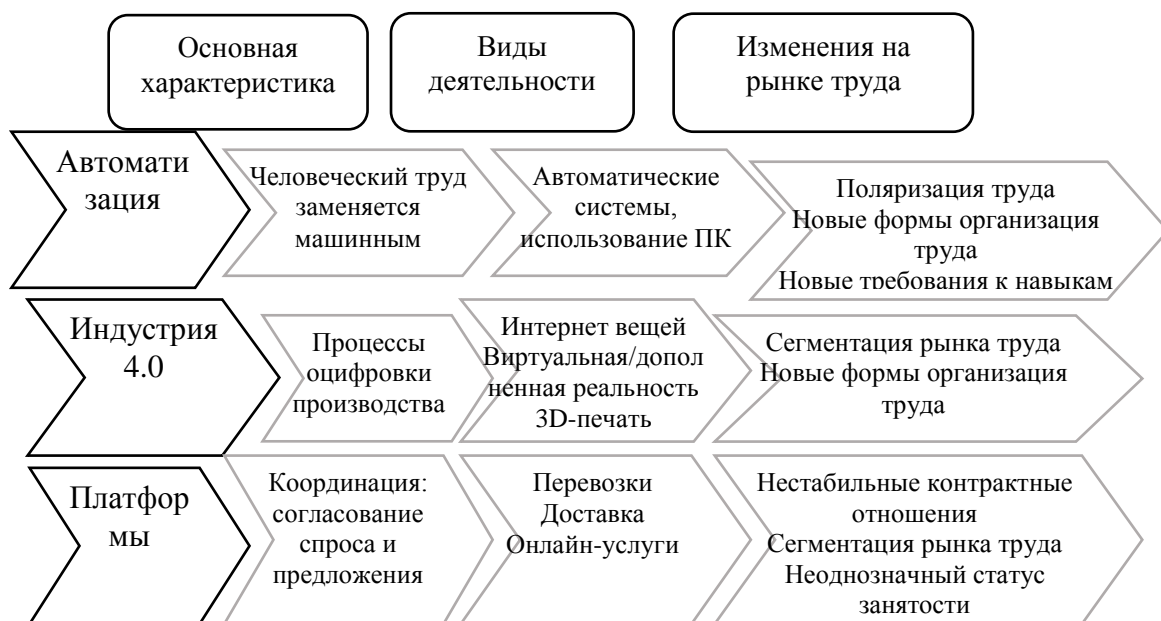 Основная
характеристика
Виды
деятельности
Изменения на
рынке труда
Автомати
зация
Человеческий труд
заменяется
машинным
Автоматические
системы,
использование ПК
Поляризация труда
Новые формы организация
труда
Новые требования к навыкам
Индустрия
4.0
Процессы
оцифровки
производства
Интернет вещей
Виртуальная/допол
ненная реальность
3D-печать
Сегментация рынка труда
Новые формы организация
труда
Платфор
мы
Координация:
согласование
спроса и
предложения
Перевозки
Доставка
Онлайн-услуги
Нестабильные контрактные
отношения
Сегментация рынка труда
Неоднозначный статус
занятости